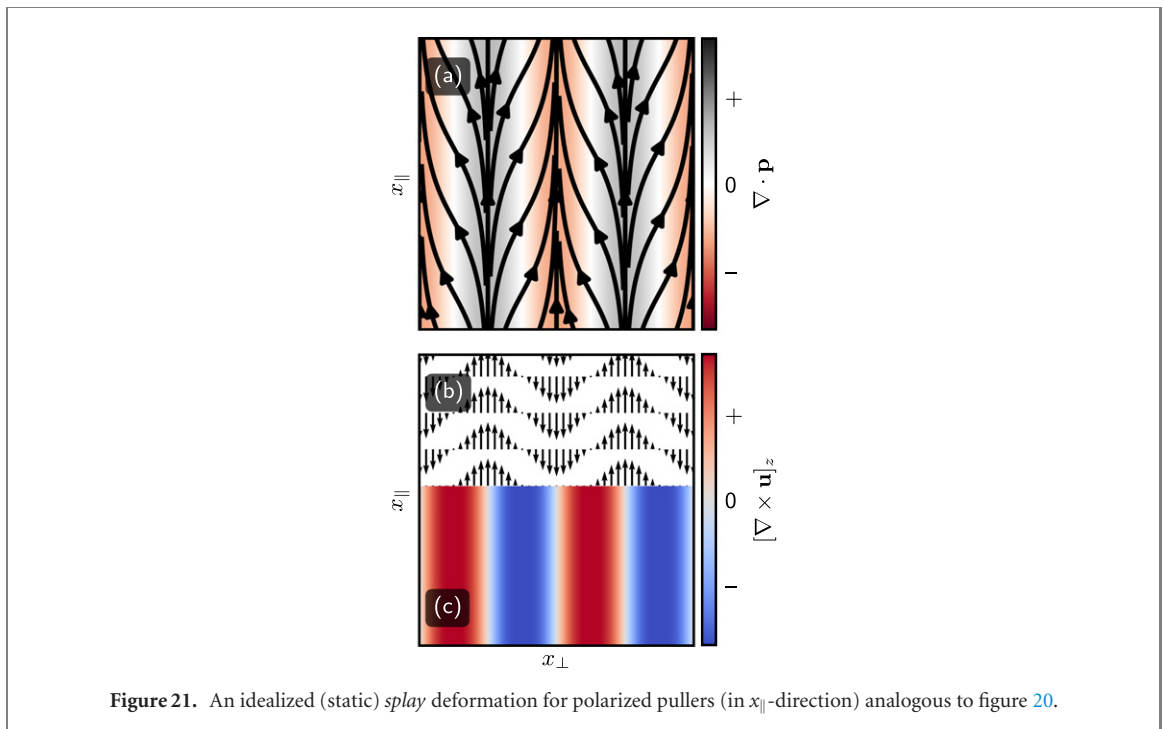 (a)
x∥
+
0
−
∇ · p
(b)
(c)
x∥
x⊥
+
0
−
[∇ × u]z
Figure 21. An idealized (static) splay deformation for polarized pullers (in x∥-direction) analogous to figure 20.